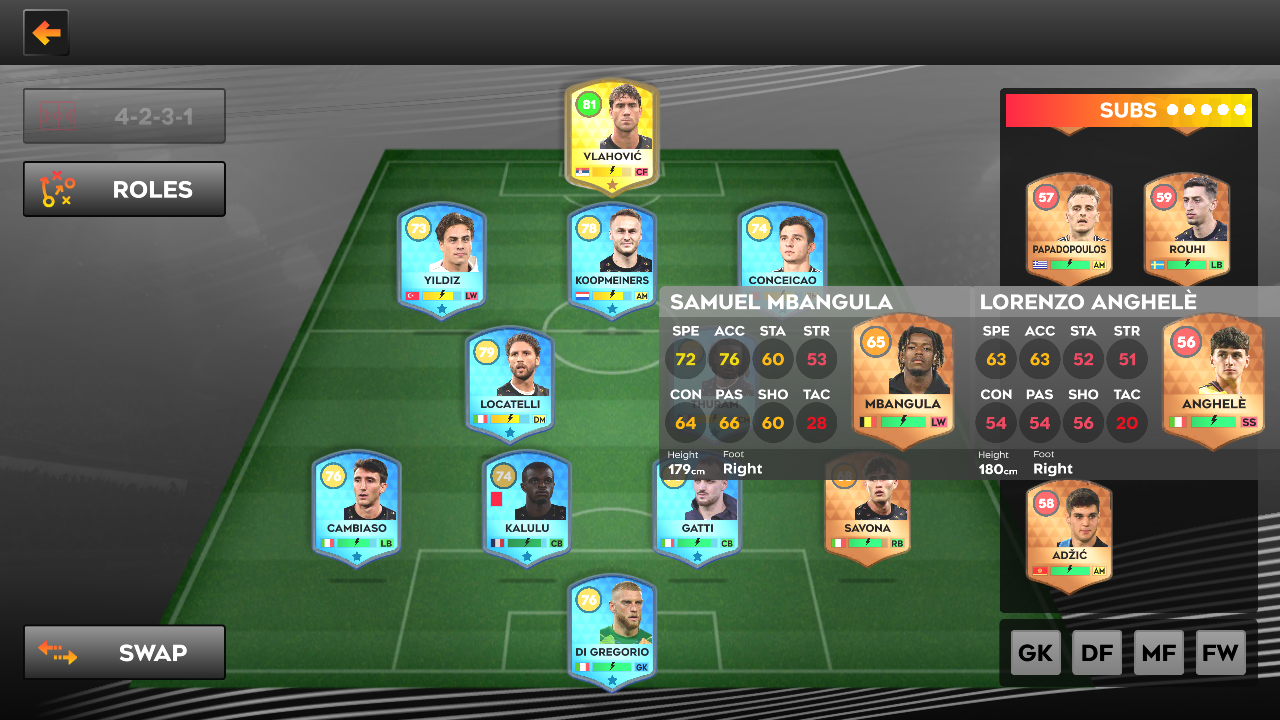 4-2-3-1
ROLES
SUBS
81
VLAHOVIĆ
CF
73
YILDIZ
LW
78
KOOPMEINERS
AM
74
CONCEICAO
57
PAPADOPOULOS
AM
59
ROUHI
LB
SAMUEL MBANGULA
SPE ACC STA STR
72 76 60 53
CON PAS SHO TAC
64 66 60 28
Height Foot
179cm Right
65
MBANGULA
LW
LORENZO ANGHELÈ
SPE ACC STA STR
63 63 52 51
CON PAS SHO TAC
54 54 56 20
Height Foot
180cm Right
56
ANGHELÈ
SS
79
LOCATELLI
DM
THURAM
76
CAMBIASO
LB
74
KALULU
CB
GATTI
CB
SAVONA
RB
58
ADŽIĆ
AM
76
DI GREGORIO
GK
SWAP
GK DF MF FW